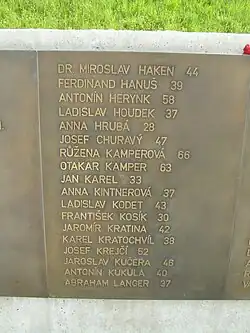 DR. MIROSLAV HAKEN 44
FERDINAND HANUŠ 39
ANTONÍN HERYNK 58
LADISLAV HOUDEK 37
ANNA HRUBÁ 28
JOSEF CHURAVÝ 47
RŮŽENA KAMPEROVÁ 66
OTAKAR KAMPER 63
JAN KAREL 33
ANNA KINTNEROVÁ 37
LADISLAV KODET 43
FRANTIŠEK KOSÍK 30
JAROMÍR KRATINA 42
KAREL KRATOCHVÍL 38
JOSEF KREJČÍ 52
JAROSLAV KUČERA 46
ANTONÍN KUKULA 40
ABRAHAM LANGER 37